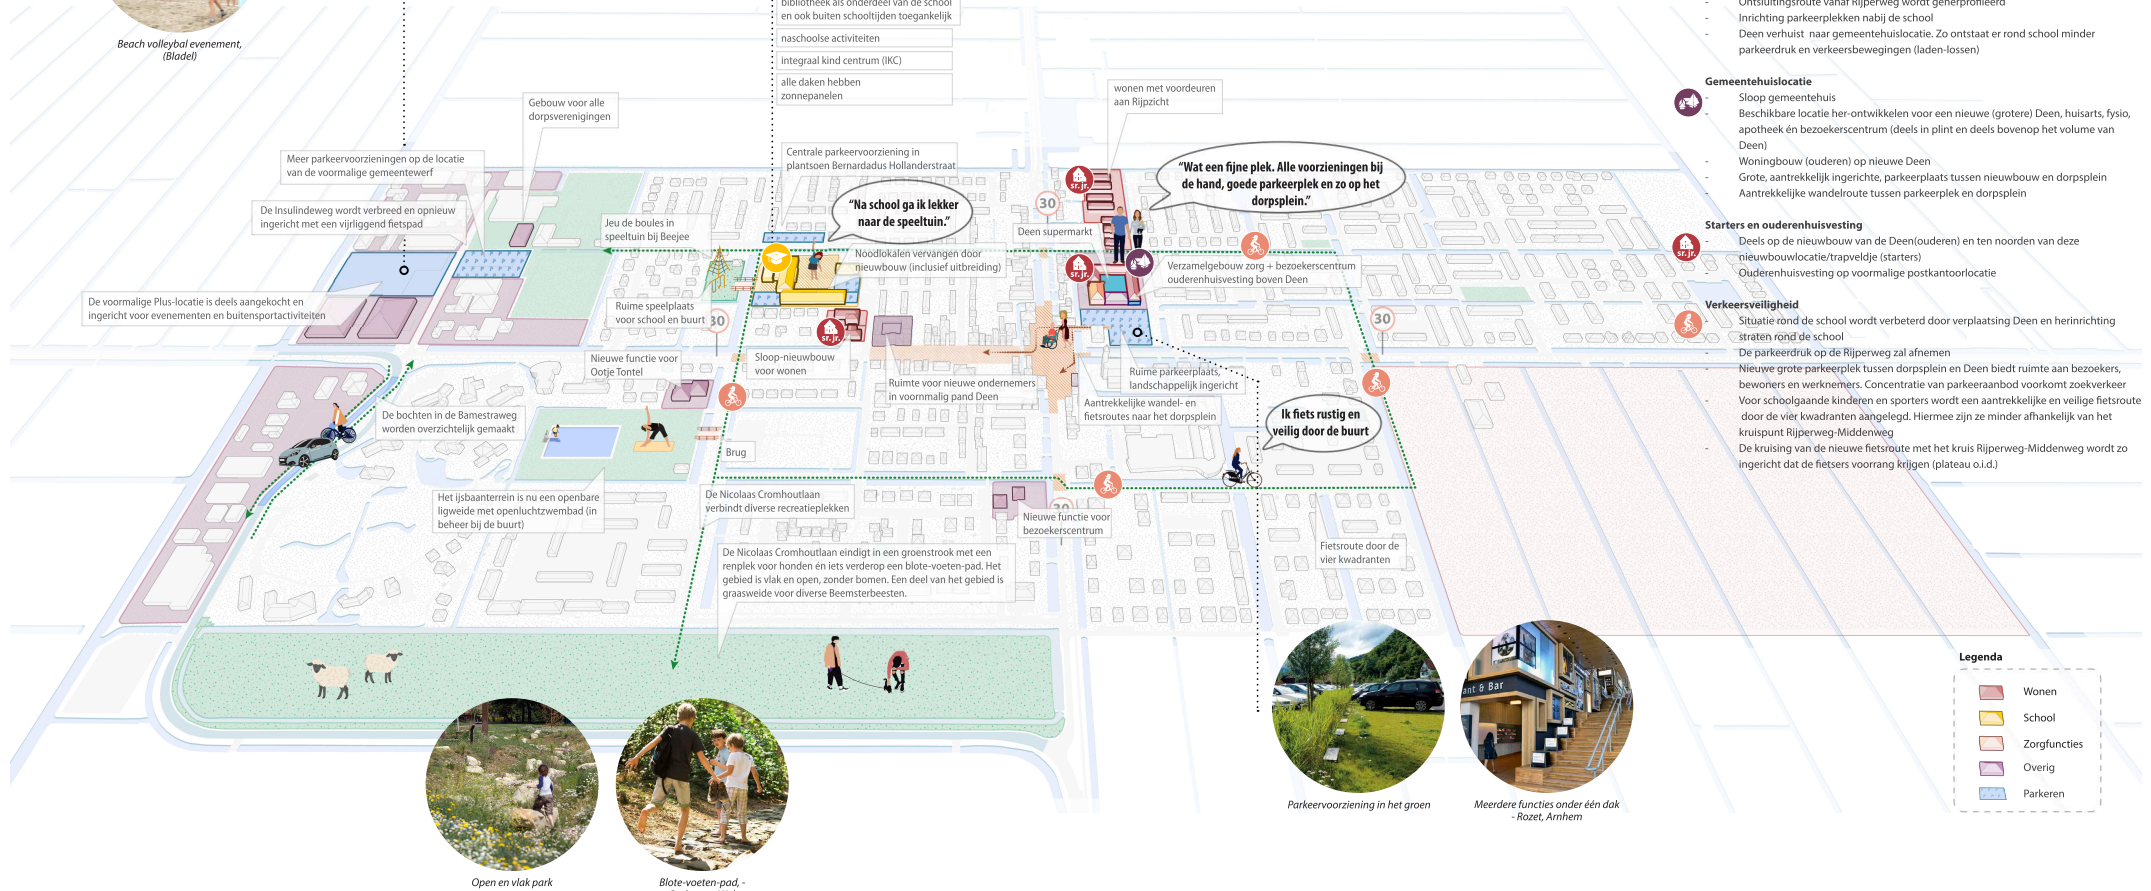 Beach volleybal evenement,
(Bladel)
bibliotheek als onderdeel van de school
en ook buiten schooltijden toegankelijk
naschoolse activiteiten
integraal kind centrum (IKC)
alle daken hebben
zonnepanelen
Gebouw voor alle
dorpsverenigingen
wonen met voordeuren
aan Rijpzicht
Meer parkeervoorzieningen op de locatie
van de voormalige gemeentewerf
Centrale parkeervoorziening in
plantsoen Bernardadus Hollanderstraat
"Wat een fijne plek. Alle voorzieningen bij
de hand, goede parkeerplek en zo op het
dorpsplein."
sr. jr.
30
De Insulindeweg wordt verbreed en opnieuw
ingericht met een vijrliggend fietspad
"Na school ga ik lekker
naar de speeltuin."
Jeu de boules in
speeltuin bij Beejee
Deen supermarkt
Noodlokalen vervangen door
nieuwbouw (inclusief uitbreiding)
sr. jr.
Verzamelgebouw zorg + bezoekerscentrum
ouderenhuisvesting boven Deen
De voormalige Plus-locatie is deels aangekocht en
ingericht voor evenementen en buitensportactiviteiten
Ruime speelplaats
voor school en buurt
30
sr. jr.
30
Nieuwe functie voor
Ootje Tontel
Sloop-nieuwbouw
voor wonen
Ruimte voor nieuwe ondernemers
in voornmalig pand Deen
Ruime parkeerplaats,
landschappelijk ingericht
Aantrekkelijke wandel- en
fietsroutes naar het dorpsplein
De bochten in de Bamestraweg
worden overzichtelijk gemaakt
Ik fiets rustig en
veilig door de buurt
Brug
Het ijsbaanterrein is nu een openbare
ligweide met openluchtzwembad (in
beheer bij de buurt)
De Nicolaas Cromhoutlaan
verbindt diverse recreatieplekken
30
Nieuwe functie voor
bezoekerscentrum
Fietsroute door de
vier kwadranten
De Nicolaas Cromhoutlaan eindigt in een groenstrook met een
renplek voor honden én iets verderop een blote-voeten-pad. Het
gebied is vlak en open, zonder bomen. Een deel van het gebied is
graasweide voor diverse Beemsterbeesten.
- Ontsluitingsroute vanaf Rijperweg wordt geherprofileerd
- Inrichting parkeerplekken nabij de school
- Deen verhuist naar gemeentehuislocatie. Zo ontstaat er rond school minder
parkeerdruk en verkeersbewegingen (laden-lossen)
Gemeentehuislocatie
- Sloop gemeentehuis
- Beschikbare locatie her-ontwikkelen voor een nieuwe (grotere) Deen, huisarts, fysio,
apotheek én bezoekerscentrum (deels in plint en deels bovenop het volume van
Deen)
- Woningbouw (ouderen) op nieuwe Deen
- Grote, aantrekkelijk ingerichte, parkeerplaats tussen nieuwbouw en dorpsplein
- Aantrekkelijke wandelroute tussen parkeerplek en dorpsplein
Starters en ouderenhuisvesting
sr. jr.
- Deels op de nieuwbouw van de Deen(ouderen) en ten noorden van deze
nieuwbouwlocatie/trapveldje (starters)
- Ouderenhuisvesting op voormalige postkantoorlocatie
Verkeersveiligheid
- Situatie rond de school wordt verbeterd door verplaatsing Deen en herinrichting
straten rond de school
- De parkeerdruk op de Rijperweg zal afnemen
- Nieuwe grote parkeerplek tussen dorpsplein en Deen biedt ruimte aan bezoekers,
bewoners en werknemers. Concentratie van parkeeraanbod voorkomt zoekverkeer
- Voor schoolgaande kinderen en sporters wordt een aantrekkelijke en veilige fietsroute
door de vier kwadranten aangelegd. Hiermee zijn ze minder afhankelijk van het
kruispunt Rijperweg-Middenweg
- De kruising van de nieuwe fietsroute met het kruis Rijperweg-Middenweg wordt zo
ingericht dat de fietsers voorrang krijgen (plateau o.i.d.)
Legenda
Wonen
School
Zorgfuncties
Overig
Parkeren
ant & Bar
Parkeervoorziening in het groen
Meerdere functies onder één dak
- Rozet, Arnhem
Open en vlak park
Blote-voeten-pad, -